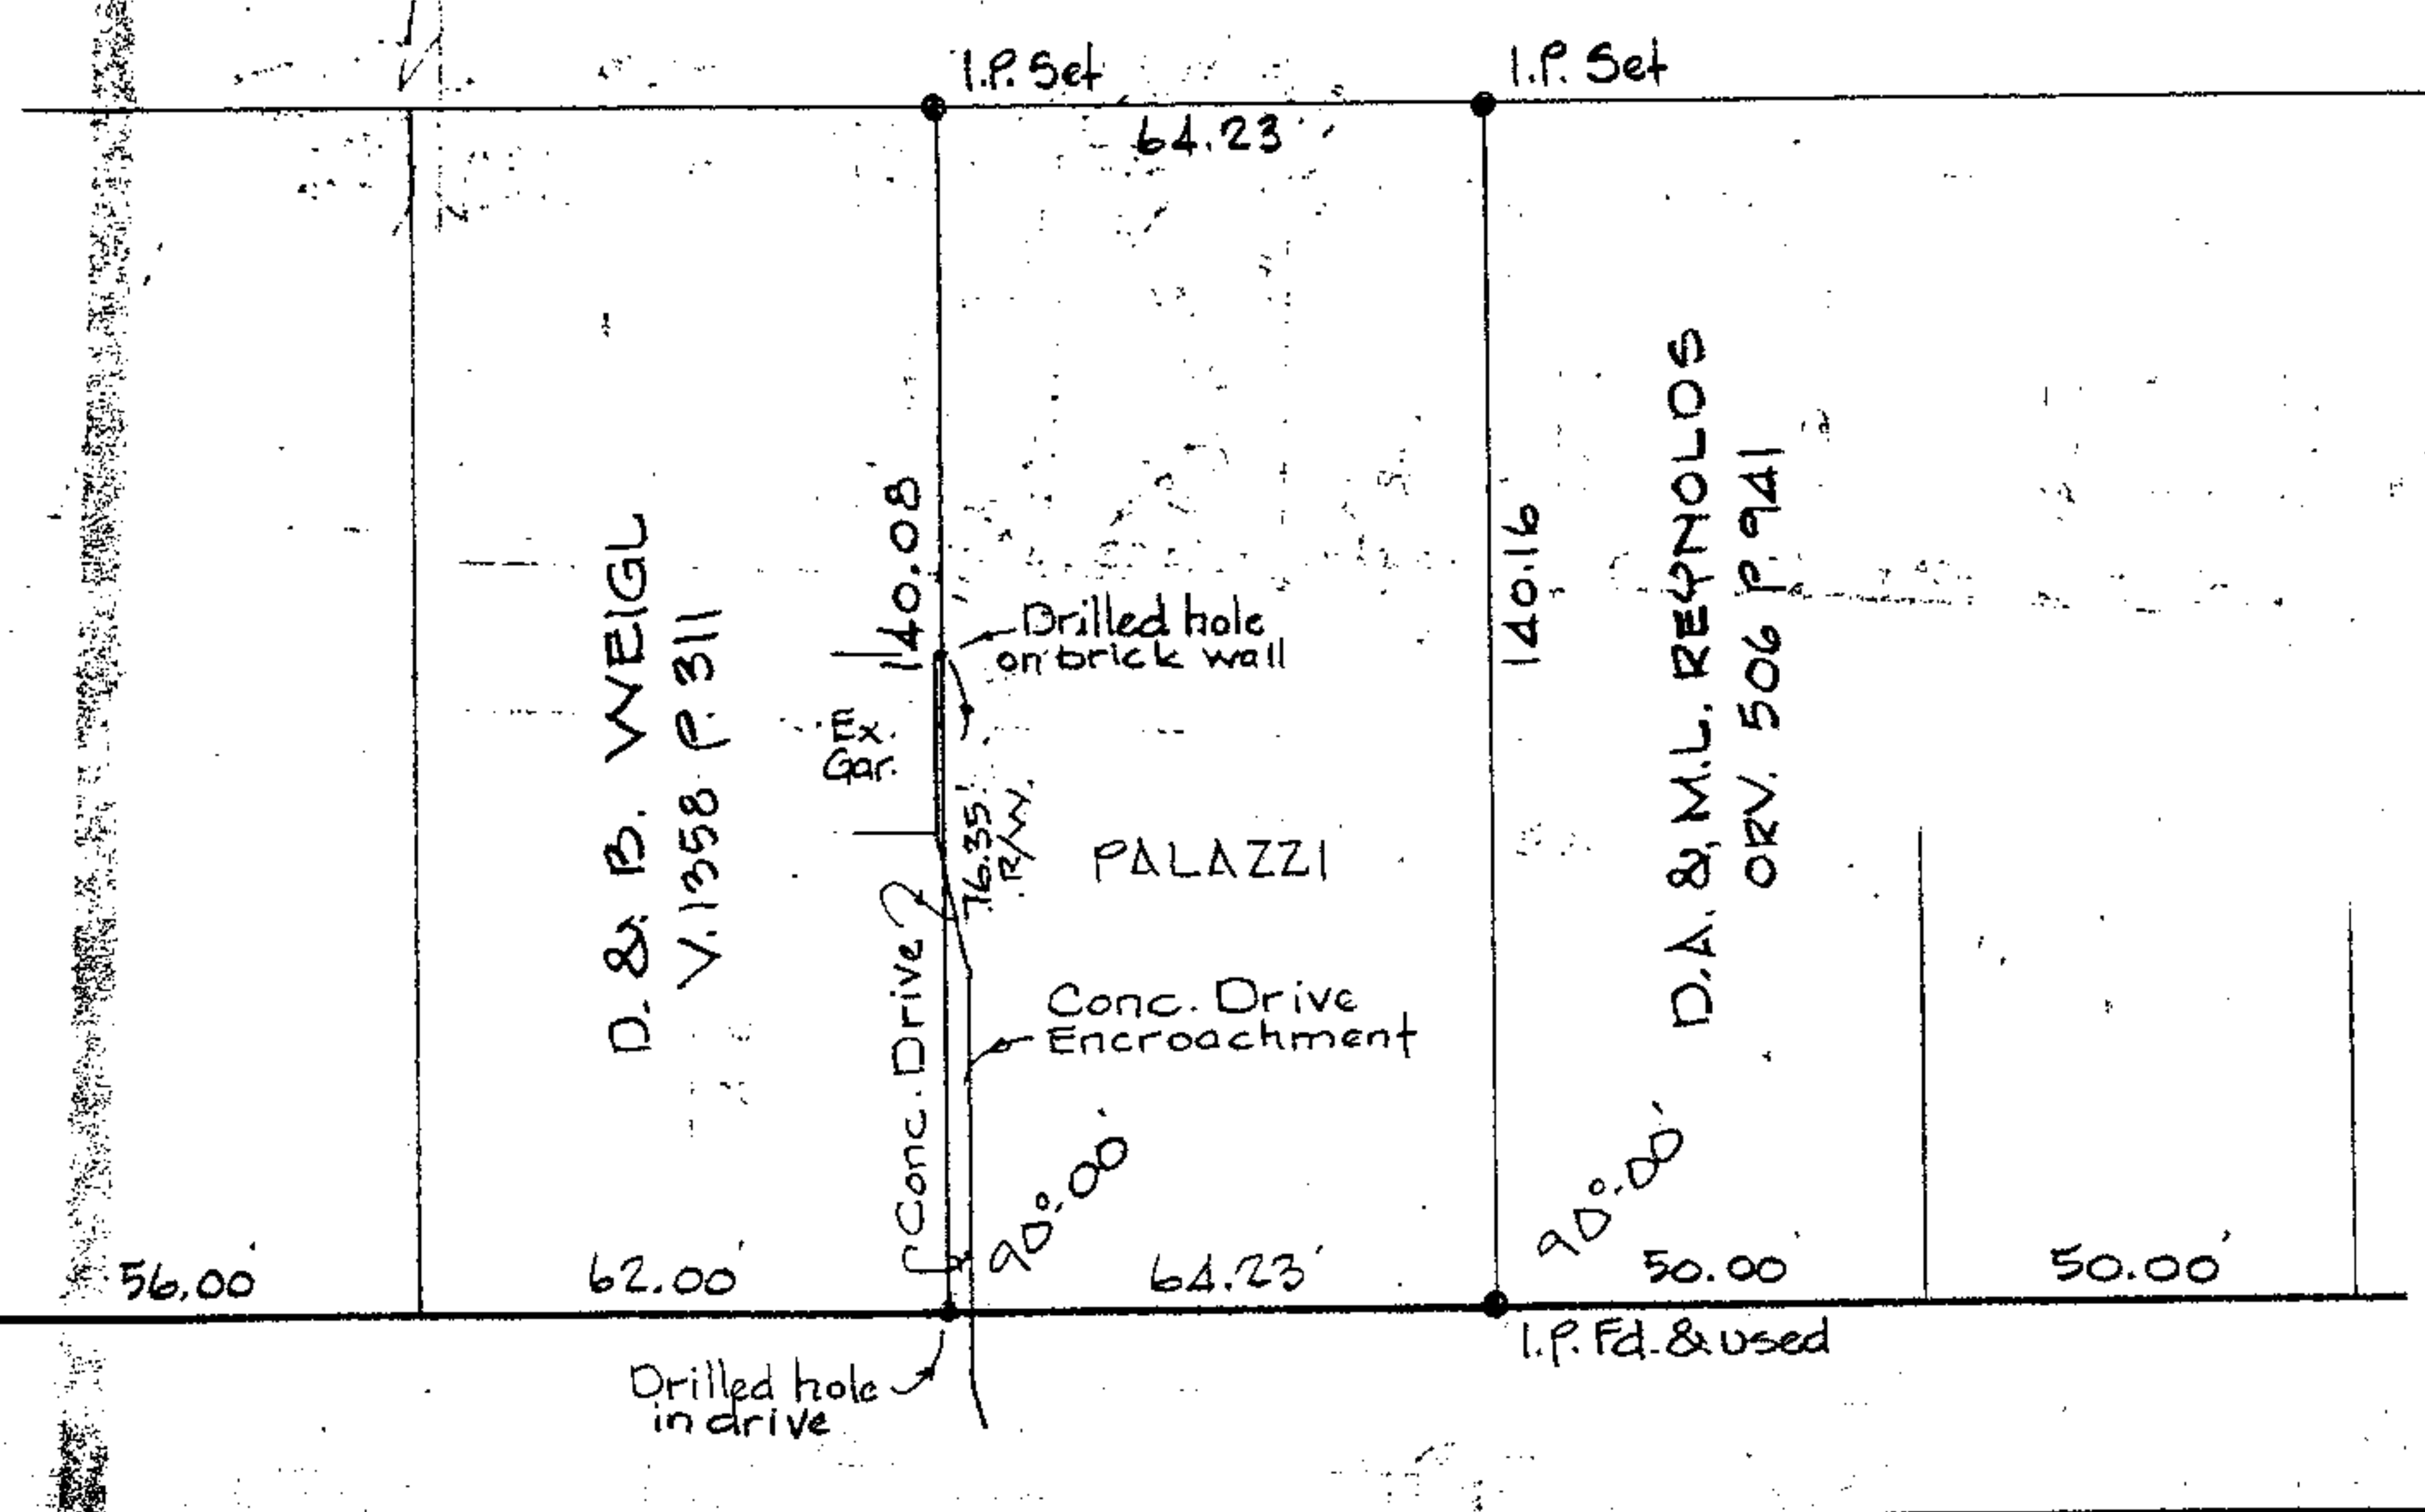 I.P. Set
I.P. Set
64.23'
D. & B. WEIGL
V. 1358 P. 311
140.08'
Drilled hole
on brick wall
Ex.
Gar.
76.35'
R/W.
PALAZZI
140.16
D.A. & M.L. REYNOLDS
ORV. 506 P. 941
Conc. Drive
Conc. Drive
Encroachment
90°.00'
90°.00'
56.00'
62.00'
64.23'
50.00'
50.00'
I.P. Fd. & used
Drilled hole
in drive